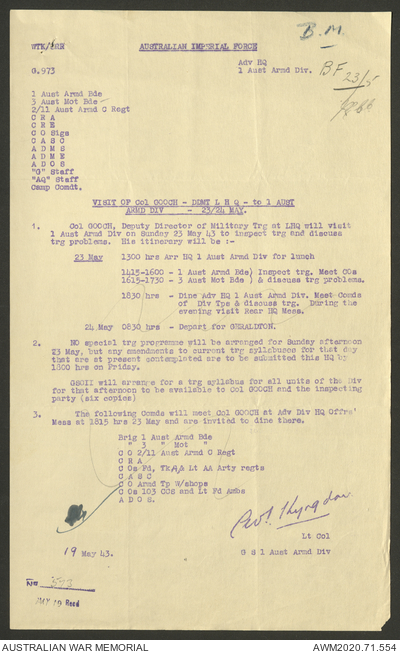 B.M.
AUSTRALIAN IMPERIAL FORCE
G.973
Adv HQ
1 Aust Armd Div.
BF 23/5
1 Aust Armd Bde
3 Aust Mot Bde
2/11 Aust Armd C Regt
C R A
C R E
C O Sigs
C A S C
A D M S
A D M E
A D O S
"G" Staff
"AQ" Staff
Camp Comdt.
VISIT OF Col GOOCH - DDMT L H Q - to 1 AUST
ARMD DIV - 23/24 MAY.
1. Col GOOCH, Deputy Director of Military Trg at LHQ will visit
1 Aust Armd Div on Sunday 23 May 43 to inspect trg and discuss
trg problems. His itinerary will be :-
23 May 1300 hrs Arr HQ 1 Aust Armd Div for lunch
1415-1600 - 1 Aust Armd Bde) Inspect trg. Meet COs
1615-1730 - 3 Aust Mot Bde ) & discuss trg problems.
1830 hrs - Dine Adv HQ 1 Aust Armd Div. Meet Comds
of Div Tps & discuss trg. During the
evening visit Rear HQ Mess.
24 May 0830 hrs - Depart for GERALDTON.
2. NO special trg programme will be arranged for Sunday afternoon
23 May, but any amendments to current trg syllabuses for that day
that are at present contemplated are to be submitted this HQ by
1800 hrs on Friday.
GSOII will arrange for a trg syllabus for all units of the Div
for that afternoon to be available to Col GOOCH and the inspecting
party (six copies)
3. The following Comds will meet Col GOOCH at Adv Div HQ Offrs'
Mess at 1815 hrs 23 May and are invited to dine there.
Brig 1 Aust Armd Bde
" 3 " Mot "
C O 2/11 Aust Armd C Regt
C R A
C Os Fd, Tk A/A Lt AA Arty regts
C A S C
C O Armd Tp W/shops
C Os 103 CCS and Lt Fd Ambs
A D O S.
Lt Col
19 May 43.
G S 1 Aust Armd Div
MAY 19 Recd
AUSTRALIAN WAR MEMORIAL
AWM2020.71.554